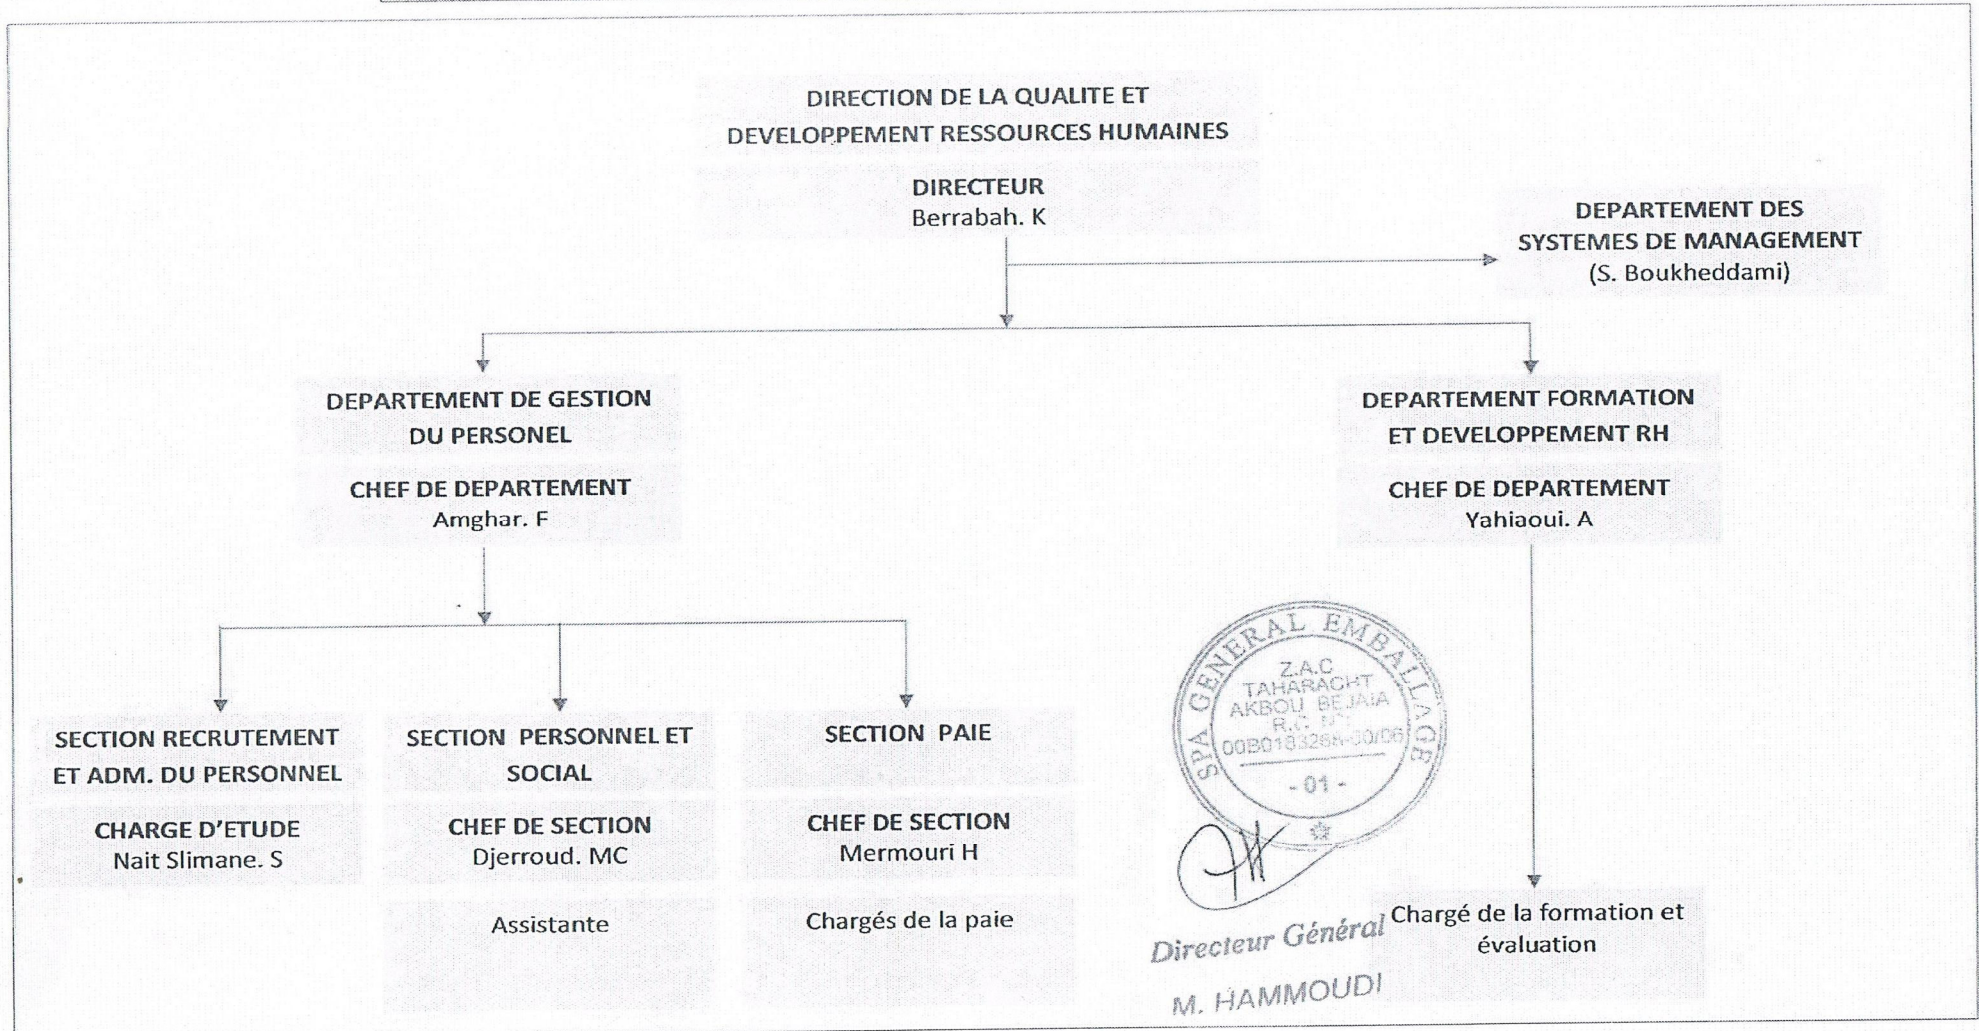 DIRECTION DE LA QUALITE ET
DEVELOPPEMENT RESSOURCES HUMAINES
DIRECTEUR
Berrabah. K
DEPARTEMENT DES
SYSTEMES DE MANAGEMENT
(S. Boukheddami)
DEPARTEMENT DE GESTION
DU PERSONEL
CHEF DE DEPARTEMENT
Amghar. F
DEPARTEMENT FORMATION
ET DEVELOPPEMENT RH
CHEF DE DEPARTEMENT
Yahiaoui. A
SECTION RECRUTEMENT
ET ADM. DU PERSONNEL
CHARGE D'ETUDE
Nait Slimane. S
SECTION PERSONNEL ET
SOCIAL
CHEF DE SECTION
Djerroud. MC
Assistante
SECTION PAIE
CHEF DE SECTION
Mermouri H
Chargés de la paie
SPA GENERAL EMBALLAGE
Z.A.C
TAHARACHT
AKBOU BEJAIA
R.C. N°:
- 01 -
Directeur Général
M. HAMMOUDI
Chargé de la formation et
évaluation